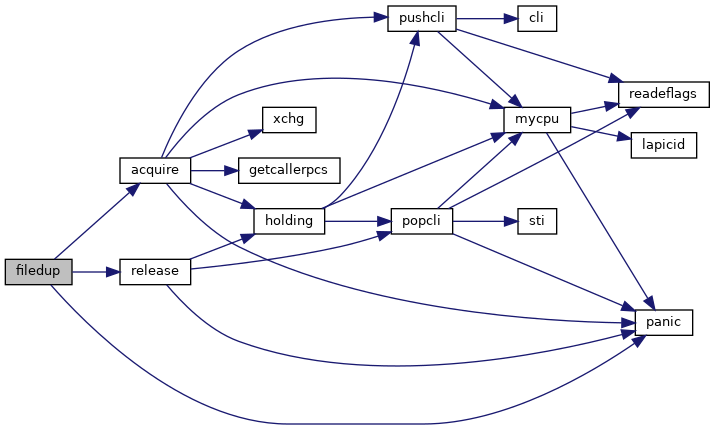 pushcli
cli
readeflags
xchg
mycpu
lapicid
acquire
getcallerpcs
holding
popcli
sti
filedup
release
panic